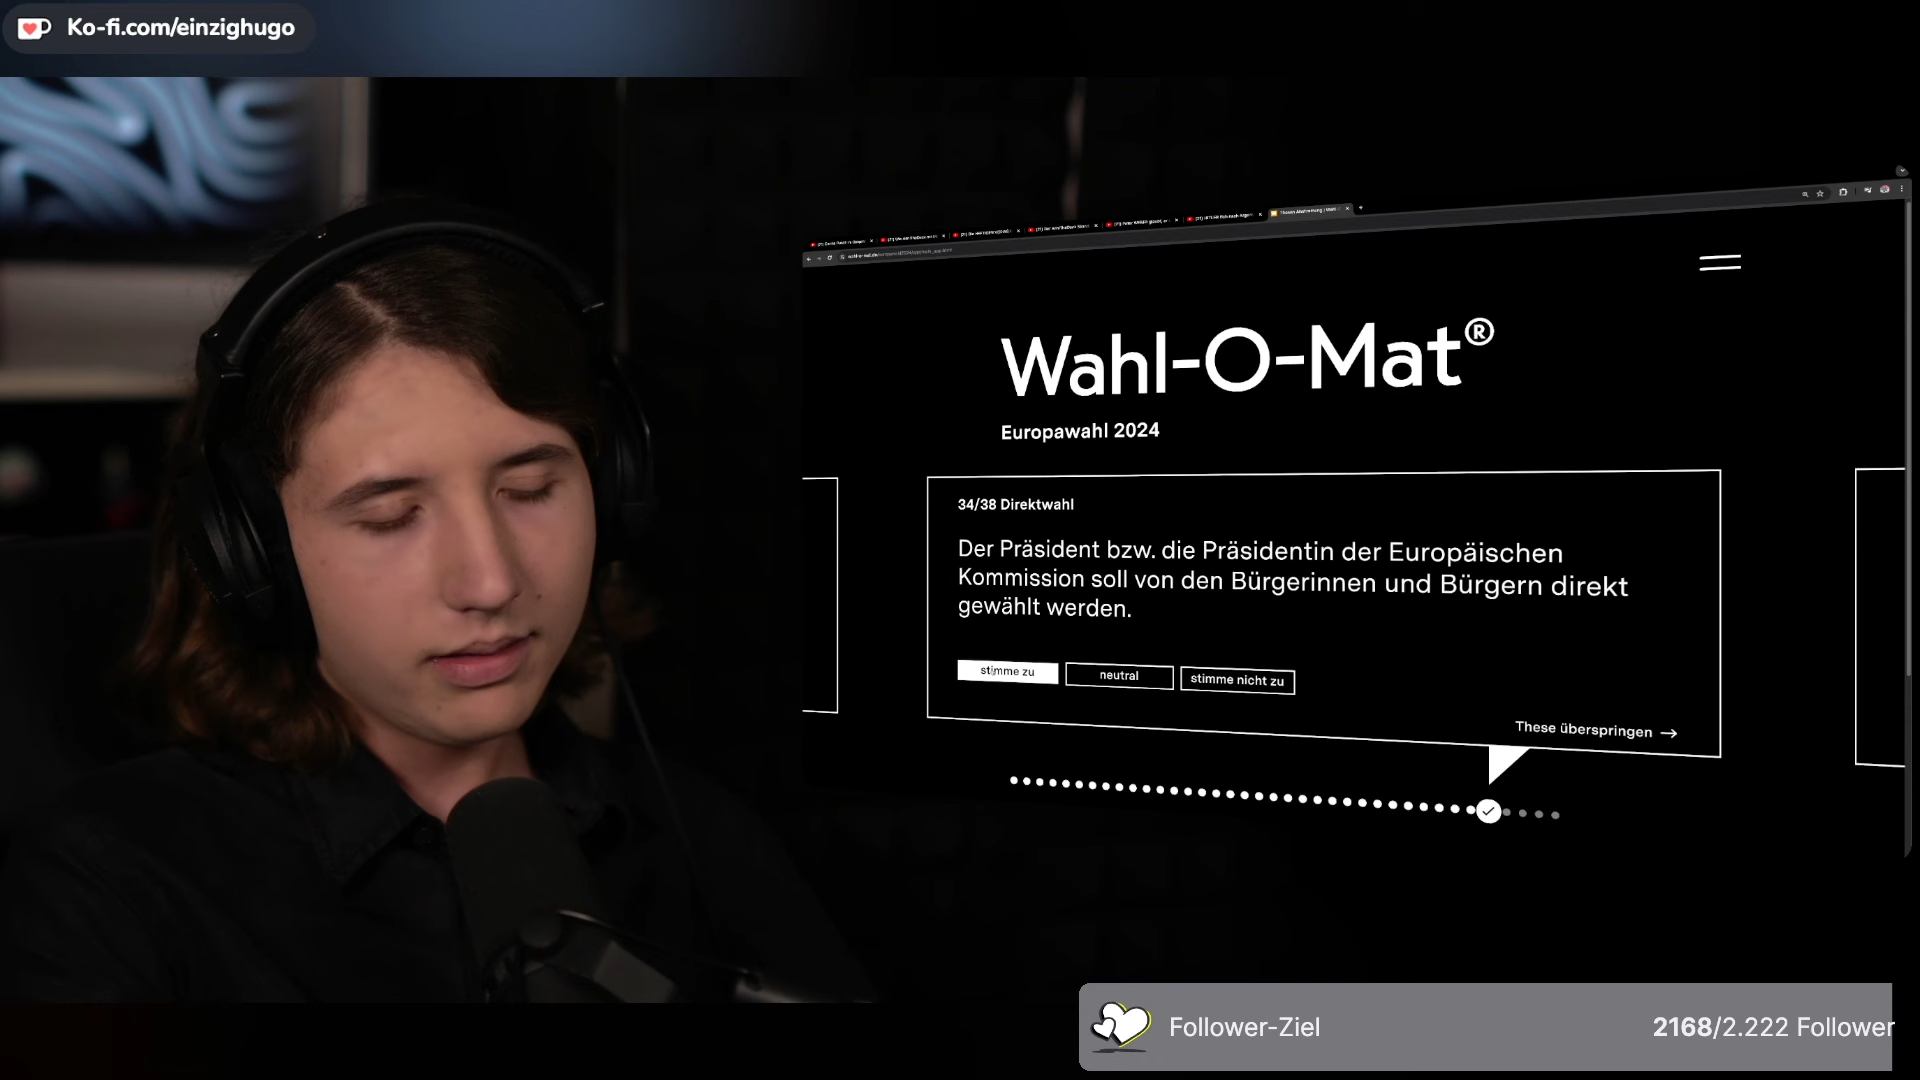 Ko-fi.com/einzighugo
Wahl-O-Mat®
Europawahl 2024
34/38 Direktwahl
Der Präsident bzw. die Präsidentin der Europäischen
Kommission soll von den Bürgerinnen und Bürgern direkt
gewählt werden.
stimme zu
neutral
stimme nicht zu
These überspringen →
Follower-Ziel
2168/2.222 Follower